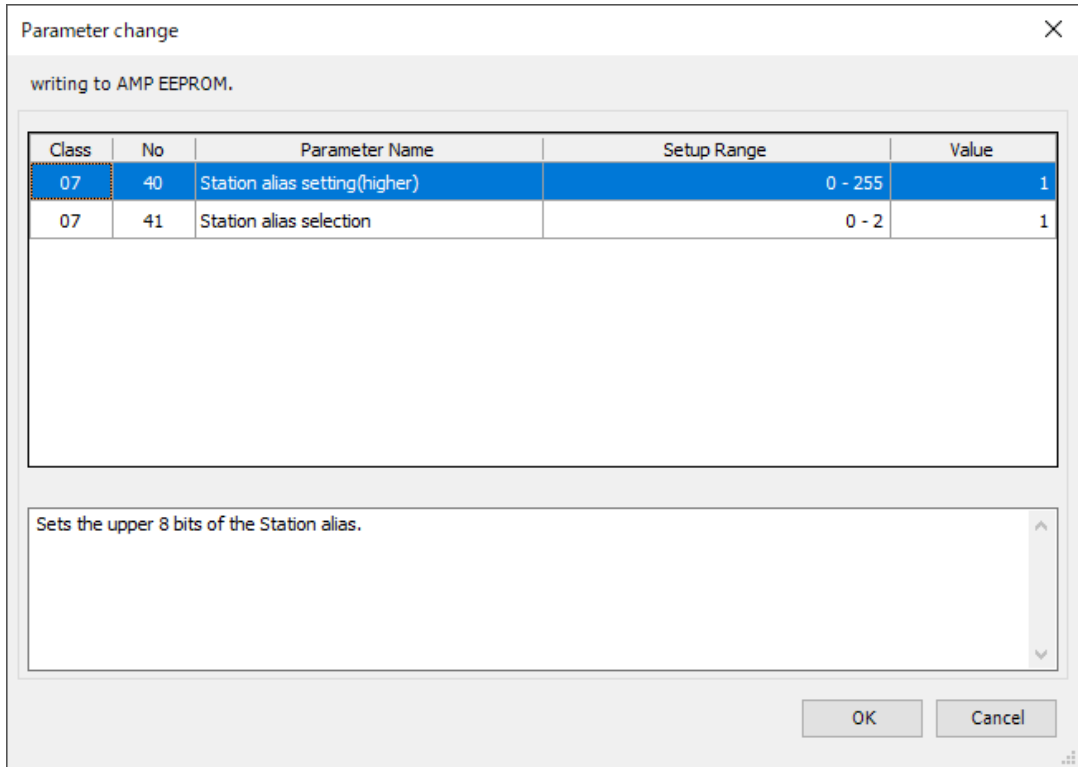 Parameter change
writing to AMP EEPROM.
Class No Parameter Name Setup Range Value
07 40 Station alias setting(higher) 0 - 255 1
07 41 Station alias selection 0 - 2 1
Sets the upper 8 bits of the Station alias.
OK Cancel